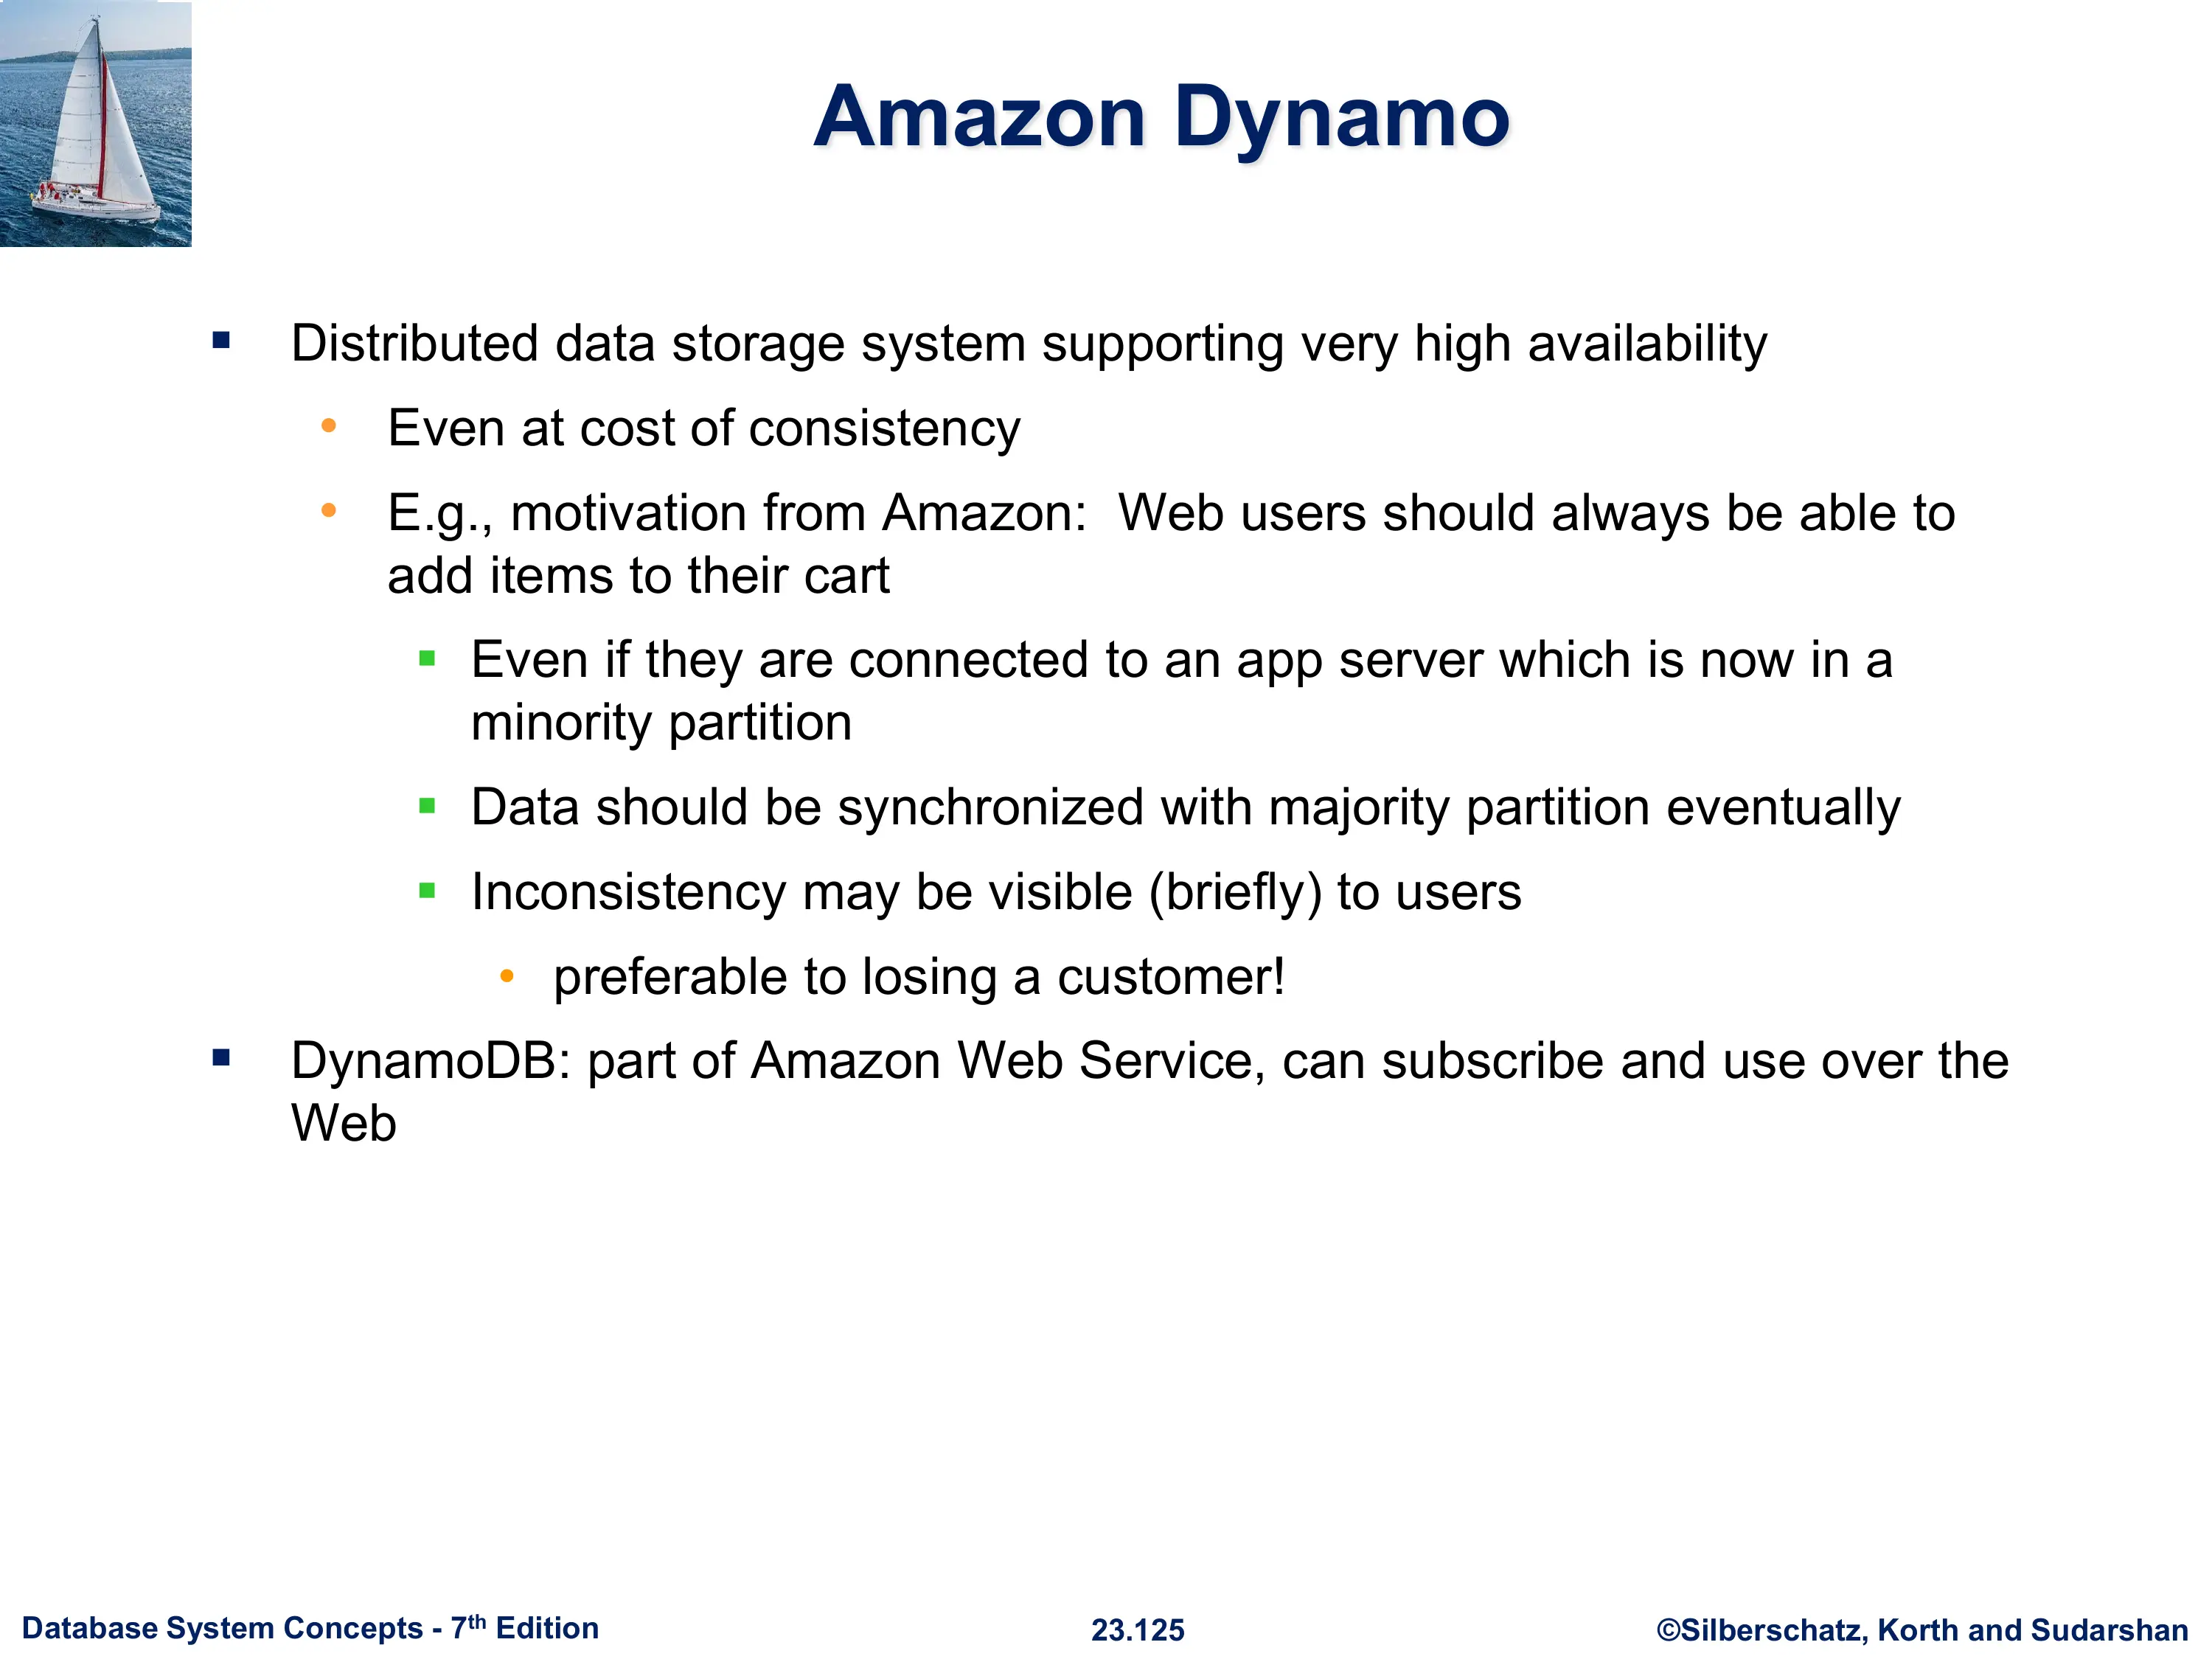 Amazon Dynamo
▪ Distributed data storage system supporting very high availability
• Even at cost of consistency
• E.g., motivation from Amazon:  Web users should always be able to
add items to their cart
▪ Even if they are connected to an app server which is now in a
minority partition
▪ Data should be synchronized with majority partition eventually
▪ Inconsistency may be visible (briefly) to users
• preferable to losing a customer!
▪ DynamoDB: part of Amazon Web Service, can subscribe and use over the
Web
Database System Concepts - 7th Edition
23.125
©Silberschatz, Korth and Sudarshan